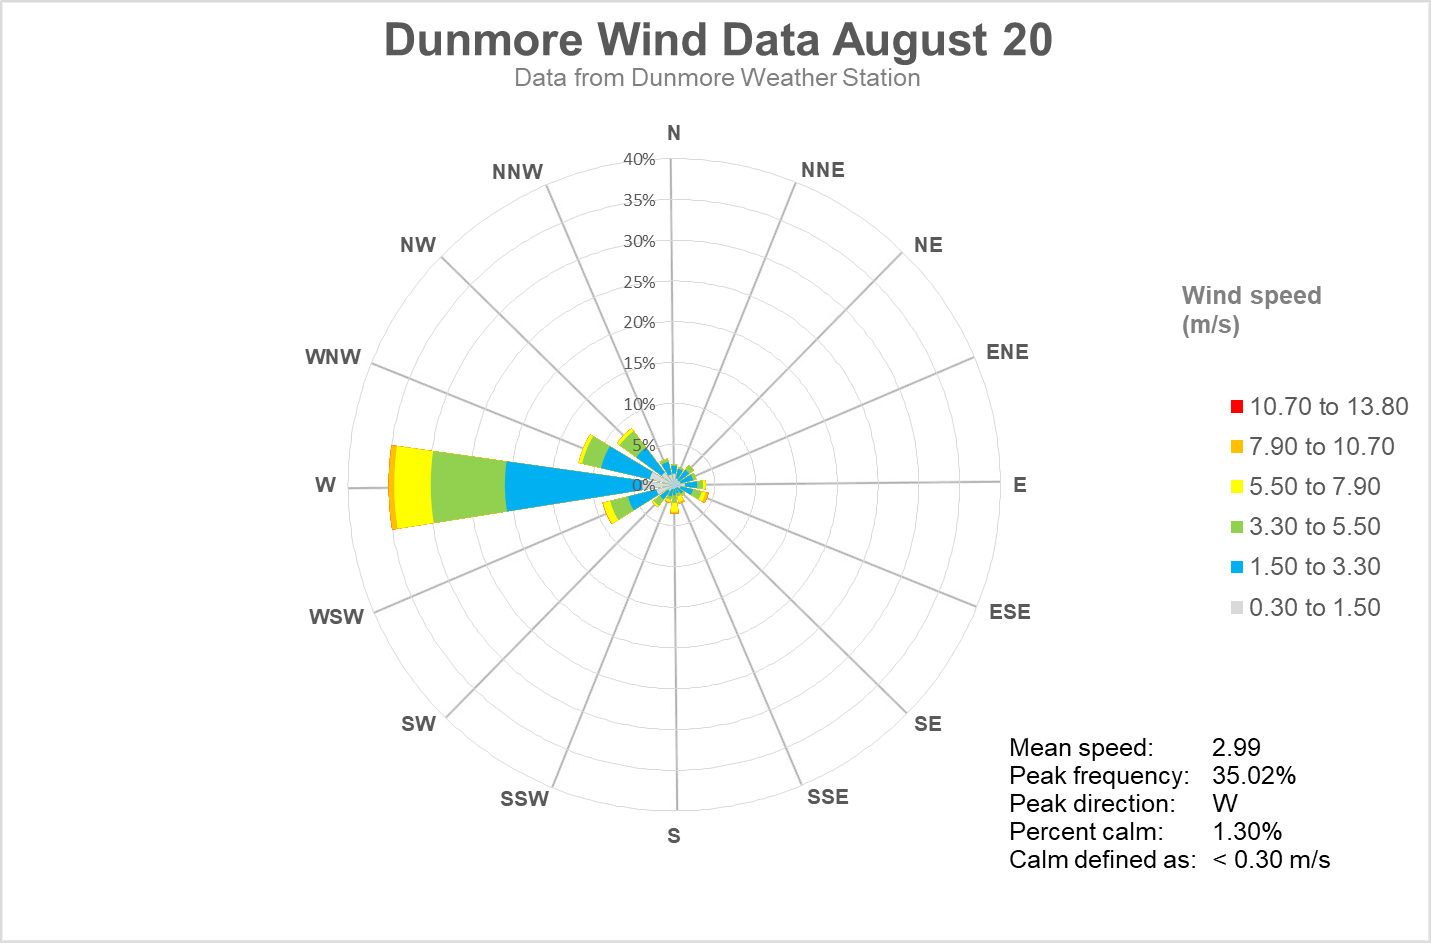 Dunmore Wind Data August 20
Data from Dunmore Weather Station
N
NNE
NE
ENE
E
ESE
SE
SSE
S
SSW
SW
WSW
W
WNW
NW
NNW
40%
35%
30%
25%
20%
15%
10%
5%
0%
Wind speed
(m/s)
10.70 to 13.80
7.90 to 10.70
5.50 to 7.90
3.30 to 5.50
1.50 to 3.30
0.30 to 1.50
Mean speed: 2.99
Peak frequency: 35.02%
Peak direction: W
Percent calm: 1.30%
Calm defined as: < 0.30 m/s